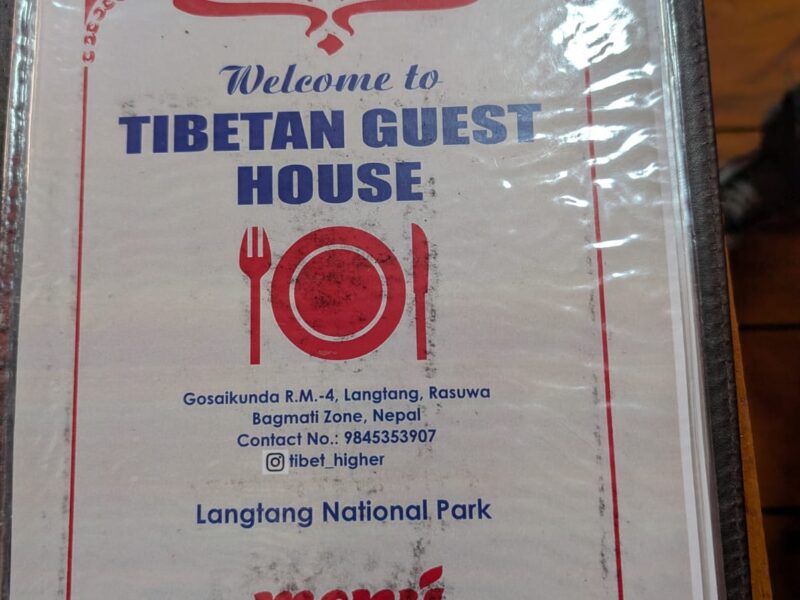 Welcome to
TIBETAN GUEST
HOUSE
Gosaikunda R.M.-4, Langtang, Rasuwa
Bagmati Zone, Nepal
Contact No.: 9845353907
tibet_higher
Langtang National Park
menu